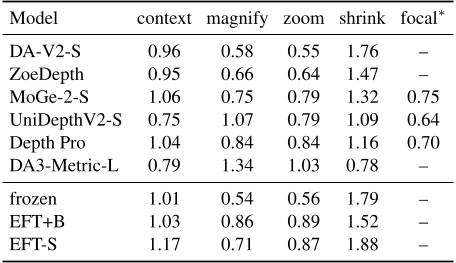 Model context magnify zoom shrink focal*
DA-V2-S 0.96 0.58 0.55 1.76 –
ZoeDepth 0.95 0.66 0.64 1.47 –
MoGe-2-S 1.06 0.75 0.79 1.32 0.75
UniDepthV2-S 0.75 1.07 0.79 1.09 0.64
Depth Pro 1.04 0.84 0.84 1.16 0.70
DA3-Metric-L 0.79 1.34 1.03 0.78 –
frozen 1.01 0.54 0.56 1.79 –
EFT+B 1.03 0.86 0.89 1.52 –
EFT-S 1.17 0.71 0.87 1.88 –